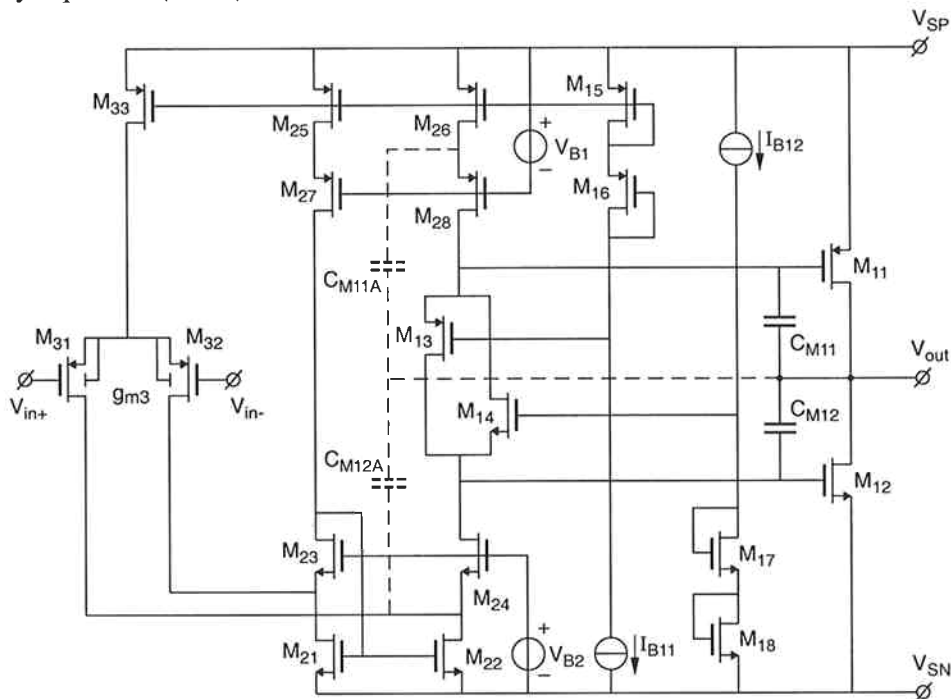 V_SP
M_33
M_25
M_26
M_15
+
V_B1
−
I_B12
M_27
M_28
M_16
M_11
C_M11A
M_13
C_M11
M_31
M_32
V_out
V_in+
g_m3
V_in-
M_14
C_M12
C_M12A
M_12
M_23
M_24
M_17
M_21
M_22
+
V_B2
−
I_B11
M_18
V_SN